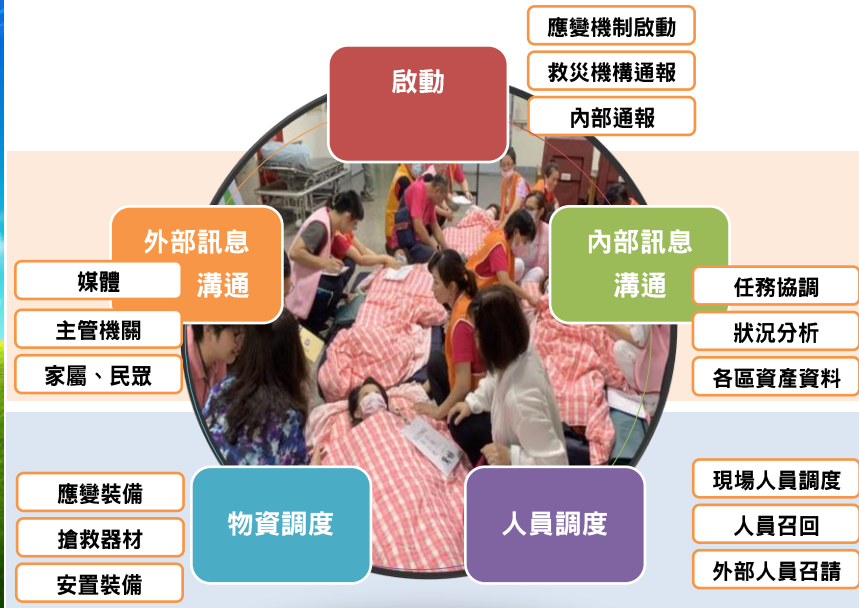 啟動
應變機制啟動
救災機構通報
內部通報
外部訊息
溝通
媒體
主管機關
家屬、民眾
內部訊息
溝通
任務協調
狀況分析
各區資產資料
物資調度
應變裝備
搶救器材
安置裝備
人員調度
現場人員調度
人員召回
外部人員召請